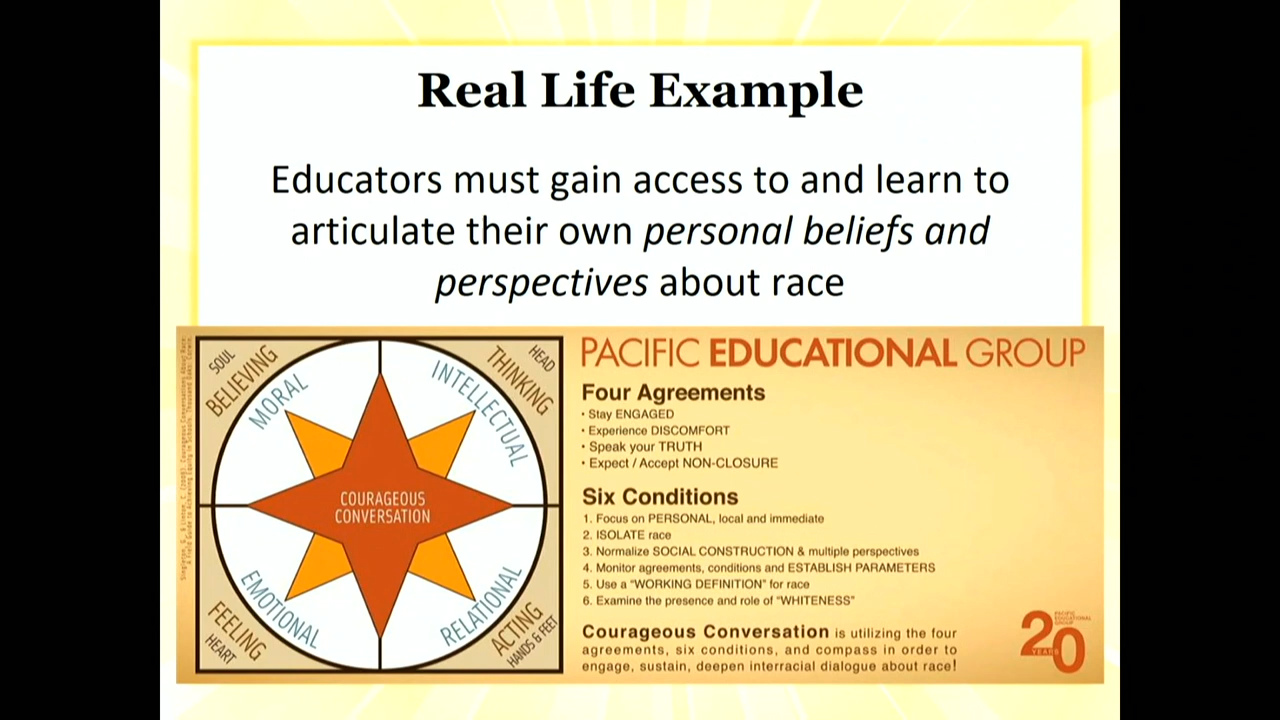 Real Life Example
Educators must gain access to and learn to
articulate their own personal beliefs and
perspectives about race
SOUL
BELIEVING
MORAL
HEAD
THINKING
INTELLECTUAL
COURAGEOUS
CONVERSATION
EMOTIONAL
FEELING
HEART
RELATIONAL
ACTING
HANDS & FEET
PACIFIC EDUCATIONAL GROUP
Four Agreements
• Stay ENGAGED
• Experience DISCOMFORT
• Speak your TRUTH
• Expect / Accept NON-CLOSURE
Six Conditions
1. Focus on PERSONAL, local and immediate
2. ISOLATE race
3. Normalize SOCIAL CONSTRUCTION & multiple perspectives
4. Monitor agreements, conditions and ESTABLISH PARAMETERS
5. Use a "WORKING DEFINITION" for race
6. Examine the presence and role of "WHITENESS"
Courageous Conversation is utilizing the four
agreements, six conditions, and compass in order to
engage, sustain, deepen interracial dialogue about race!
PACIFIC
EDUCATIONAL
GROUP
20
YEARS